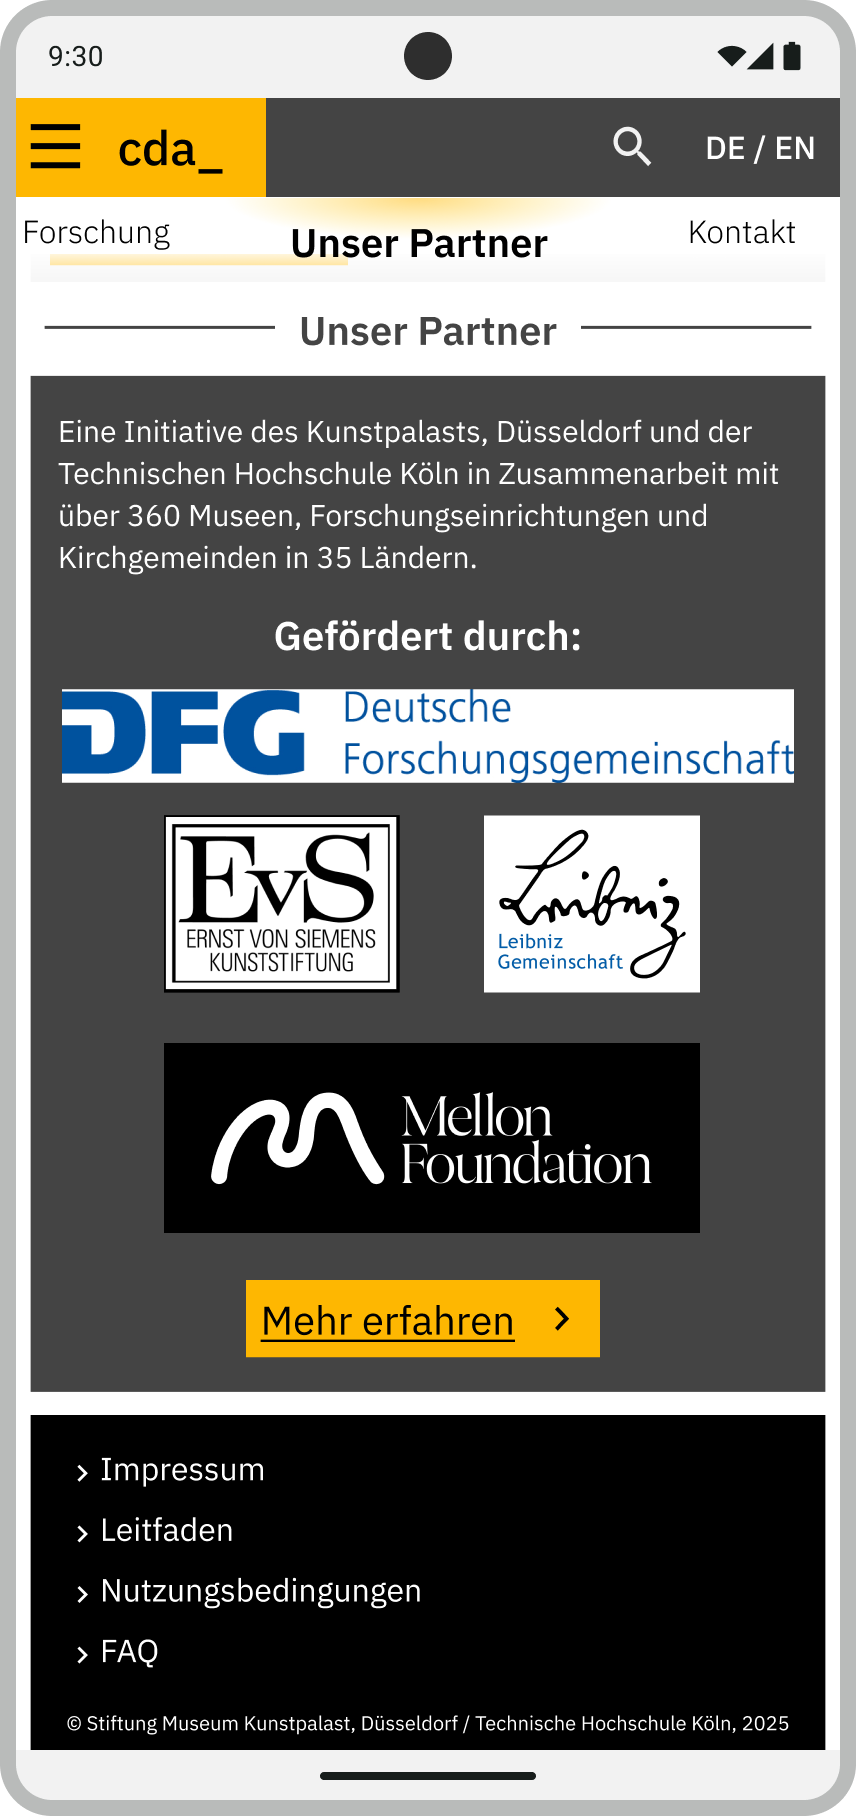 9:30
cda_
DE / EN
Forschung
Unser Partner
Kontakt
Unser Partner
Eine Initiative des Kunstpalasts, Düsseldorf und der
Technischen Hochschule Köln in Zusammenarbeit mit
über 360 Museen, Forschungseinrichtungen und
Kirchgemeinden in 35 Ländern.
Gefördert durch:
DFG
Deutsche
Forschungsgemeinschaft
EvS
ERNST VON SIEMENS
KUNSTSTIFTUNG
Leibniz
Leibniz
Gemeinschaft
Mellon
Foundation
Mehr erfahren
Impressum
Leitfaden
Nutzungsbedingungen
FAQ
© Stiftung Museum Kunstpalast, Düsseldorf / Technische Hochschule Köln, 2025